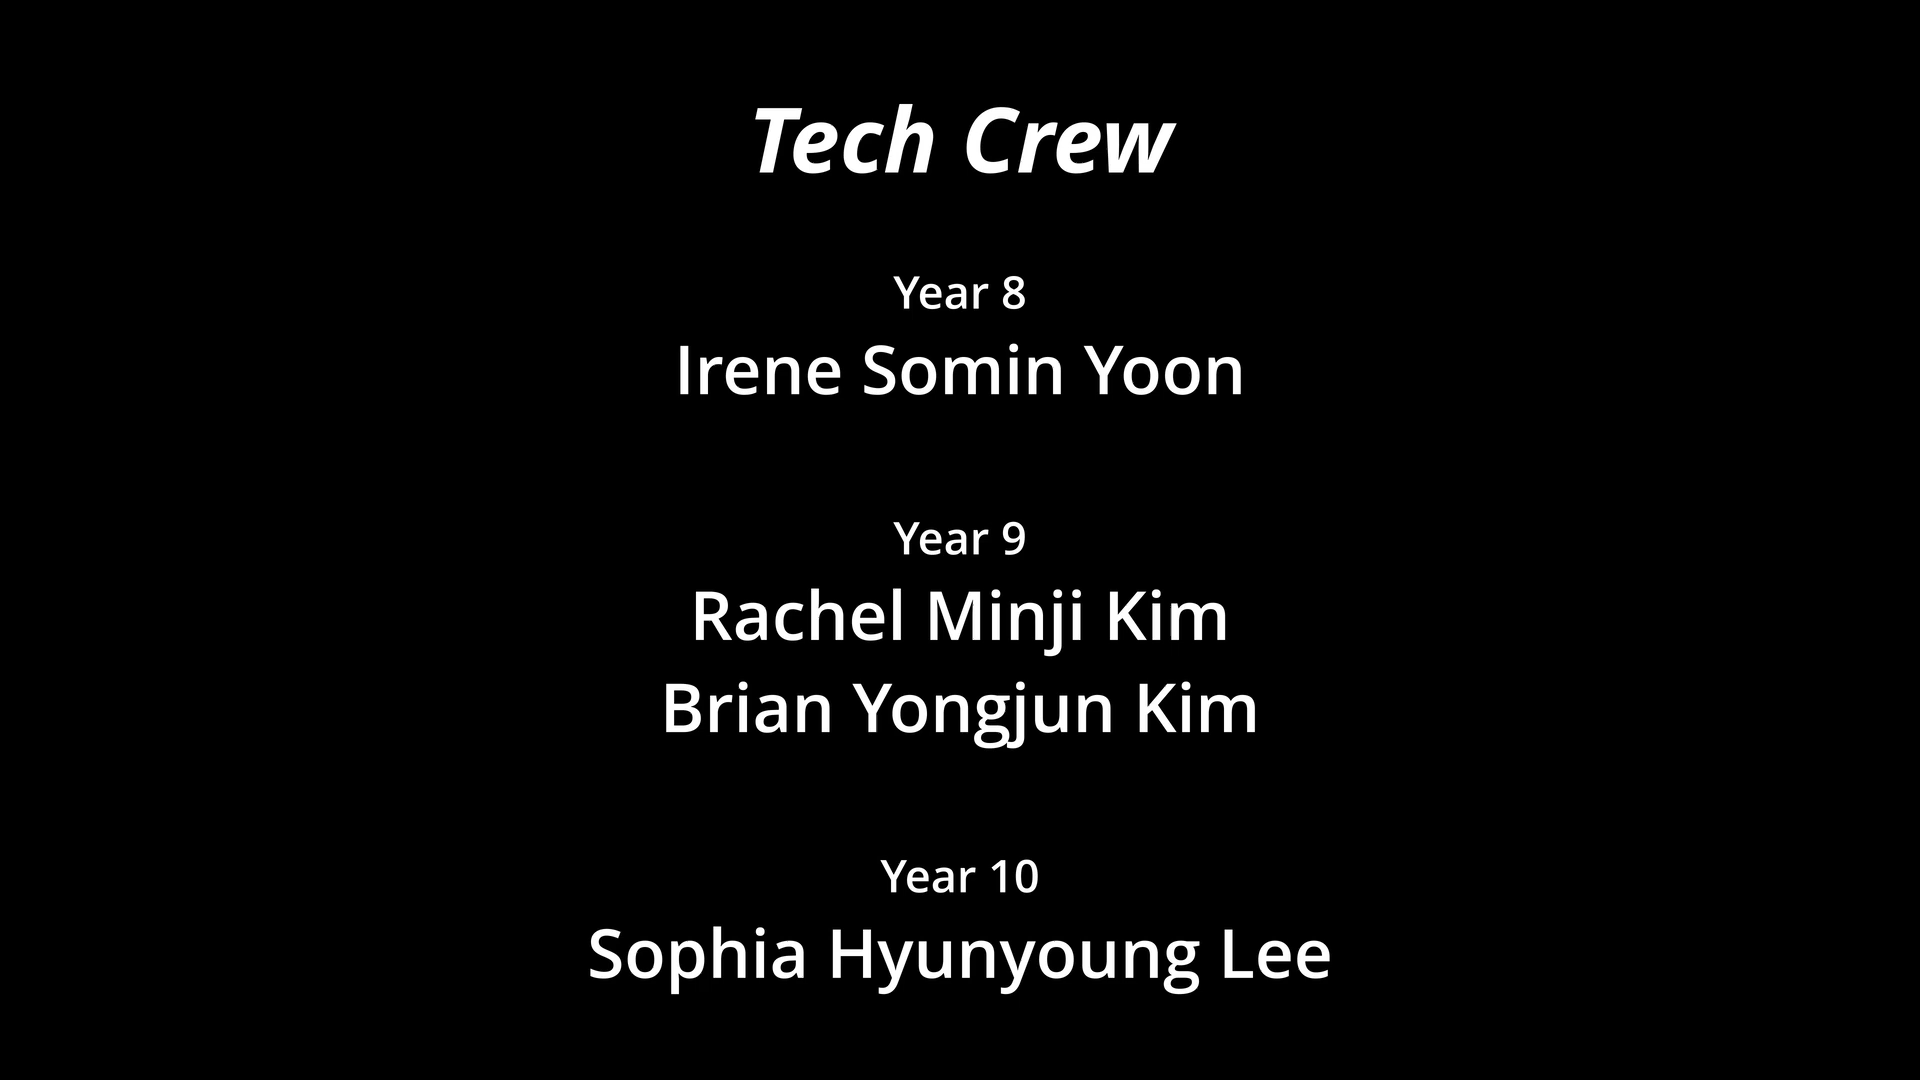 Tech Crew
Year 8
Irene Somin Yoon
Year 9
Rachel Minji Kim
Brian Yongjun Kim
Year 10
Sophia Hyunyoung Lee